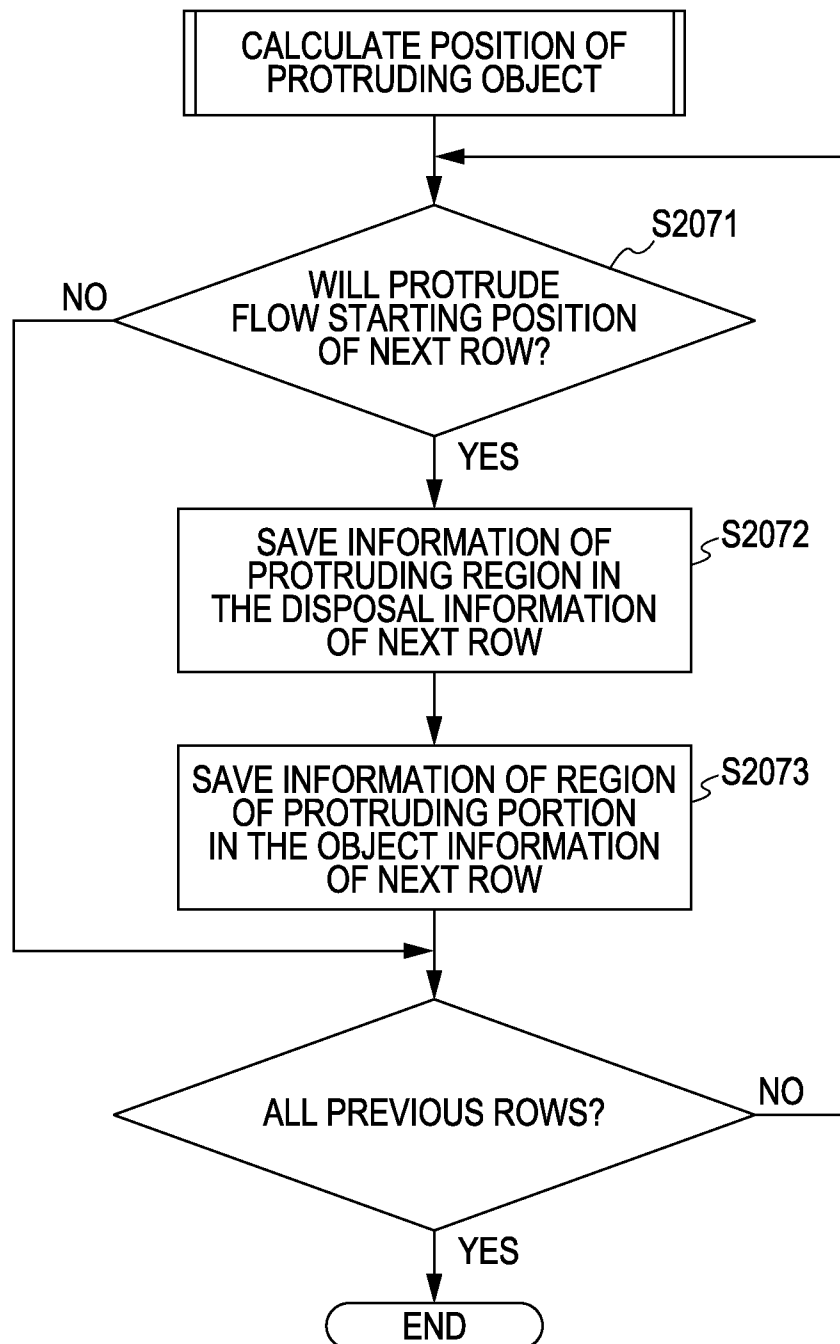 CALCULATE POSITION OF
PROTRUDING OBJECT
S2071
NO
WILL PROTRUDE
FLOW STARTING POSITION
OF NEXT ROW?
YES
SAVE INFORMATION OF
PROTRUDING REGION IN
THE DISPOSAL INFORMATION
OF NEXT ROW
S2072
SAVE INFORMATION OF REGION
OF PROTRUDING PORTION
IN THE OBJECT INFORMATION
OF NEXT ROW
S2073
ALL PREVIOUS ROWS?
NO
YES
END